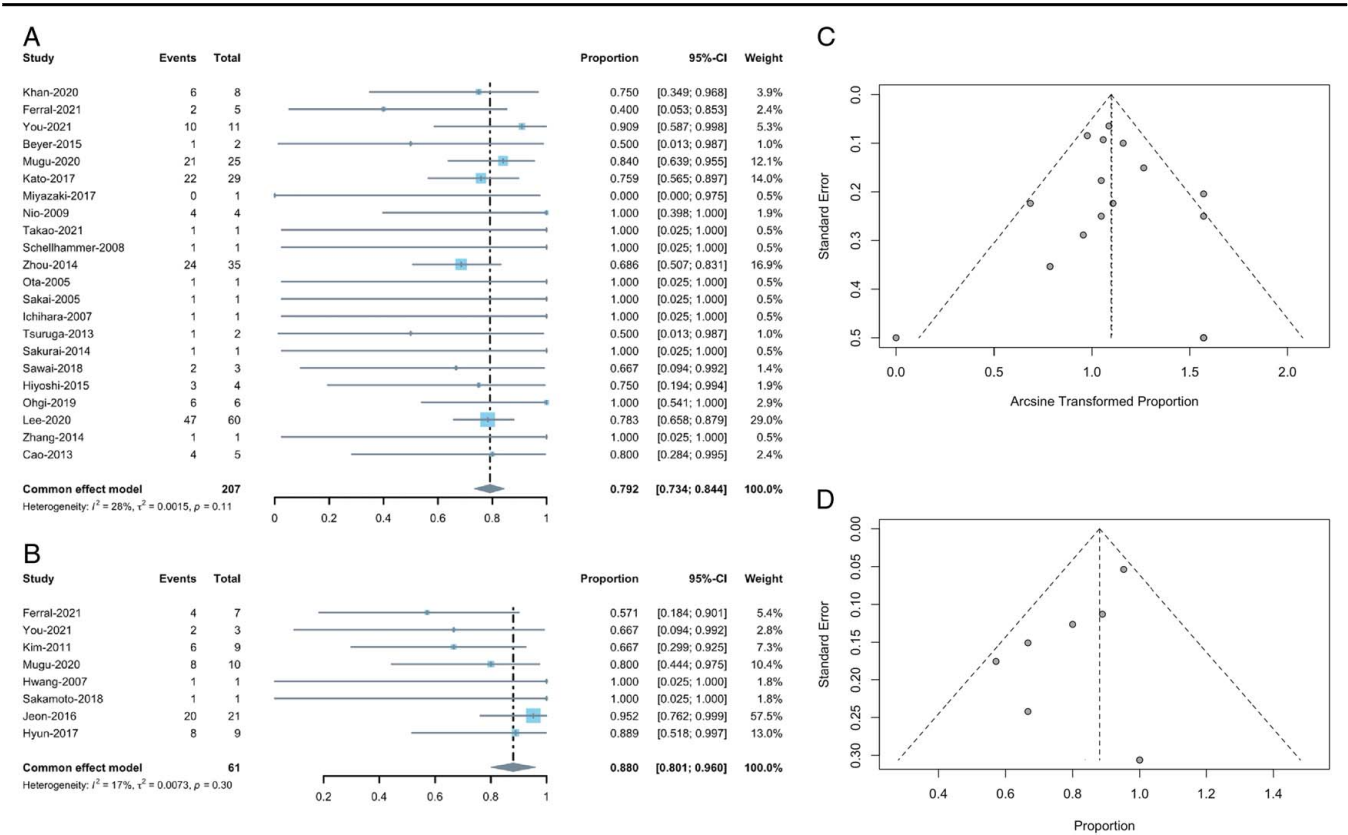 A
Study Events Total Proportion 95%-CI Weight
Khan-2020 6 8 0.750 [0.349; 0.968] 3.9%
Ferral-2021 2 5 0.400 [0.053; 0.853] 2.4%
You-2021 10 11 0.909 [0.587; 0.998] 5.3%
Beyer-2015 1 2 0.500 [0.013; 0.987] 1.0%
Mugu-2020 21 25 0.840 [0.639; 0.955] 12.1%
Kato-2017 22 29 0.759 [0.565; 0.897] 14.0%
Miyazaki-2017 0 1 0.000 [0.000; 0.975] 0.5%
Nio-2009 4 4 1.000 [0.398; 1.000] 1.9%
Takao-2021 1 1 1.000 [0.025; 1.000] 0.5%
Schellhammer-2008 1 1 1.000 [0.025; 1.000] 0.5%
Zhou-2014 24 35 0.686 [0.507; 0.831] 16.9%
Ota-2005 1 1 1.000 [0.025; 1.000] 0.5%
Sakai-2005 1 1 1.000 [0.025; 1.000] 0.5%
Ichihara-2007 1 1 1.000 [0.025; 1.000] 0.5%
Tsuruga-2013 1 2 0.500 [0.013; 0.987] 1.0%
Sakurai-2014 1 1 1.000 [0.025; 1.000] 0.5%
Sawai-2018 2 3 0.667 [0.094; 0.992] 1.4%
Hiyoshi-2015 3 4 0.750 [0.194; 0.994] 1.9%
Ohgi-2019 6 6 1.000 [0.541; 1.000] 2.9%
Lee-2020 47 60 0.783 [0.658; 0.879] 29.0%
Zhang-2014 1 1 1.000 [0.025; 1.000] 0.5%
Cao-2013 4 5 0.800 [0.284; 0.995] 2.4%
Common effect model 207 0.792 [0.734; 0.844] 100.0%
Heterogeneity: I² = 28%, τ² = 0.0015, p = 0.11
0 0.2 0.4 0.6 0.8 1
B
Study Events Total Proportion 95%-CI Weight
Ferral-2021 4 7 0.571 [0.184; 0.901] 5.4%
You-2021 2 3 0.667 [0.094; 0.992] 2.8%
Kim-2011 6 9 0.667 [0.299; 0.925] 7.3%
Mugu-2020 8 10 0.800 [0.444; 0.975] 10.4%
Hwang-2007 1 1 1.000 [0.025; 1.000] 1.8%
Sakamoto-2018 1 1 1.000 [0.025; 1.000] 1.8%
Jeon-2016 20 21 0.952 [0.762; 0.999] 57.5%
Hyun-2017 8 9 0.889 [0.518; 0.997] 13.0%
Common effect model 61 0.880 [0.801; 0.960] 100.0%
Heterogeneity: I² = 17%, τ² = 0.0073, p = 0.30
0.2 0.4 0.6 0.8 1
C
Standard Error
0.0
0.1
0.2
0.3
0.4
0.5
0.0 0.5 1.0 1.5 2.0
Arcsine Transformed Proportion
D
Standard Error
0.00
0.05
0.10
0.15
0.20
0.25
0.30
0.4 0.6 0.8 1.0 1.2 1.4
Proportion